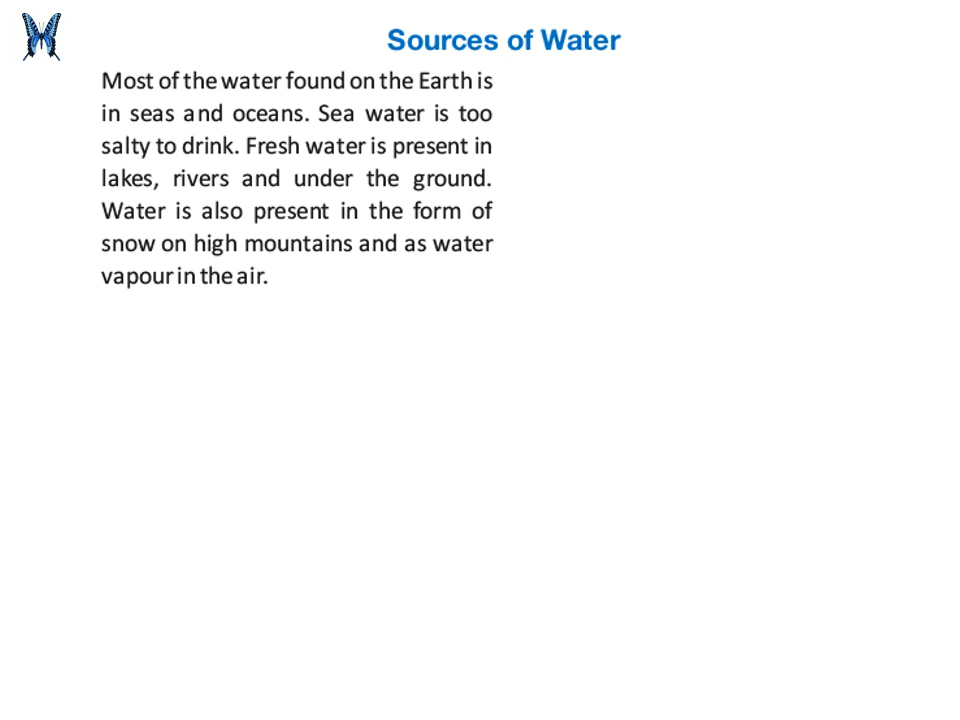 Sources of Water
Most of the water found on the Earth is
in seas and oceans. Sea water is too
salty to drink. Fresh water is present in
lakes, rivers and under the ground.
Water is also present in the form of
snow on high mountains and as water
vapour in the air.